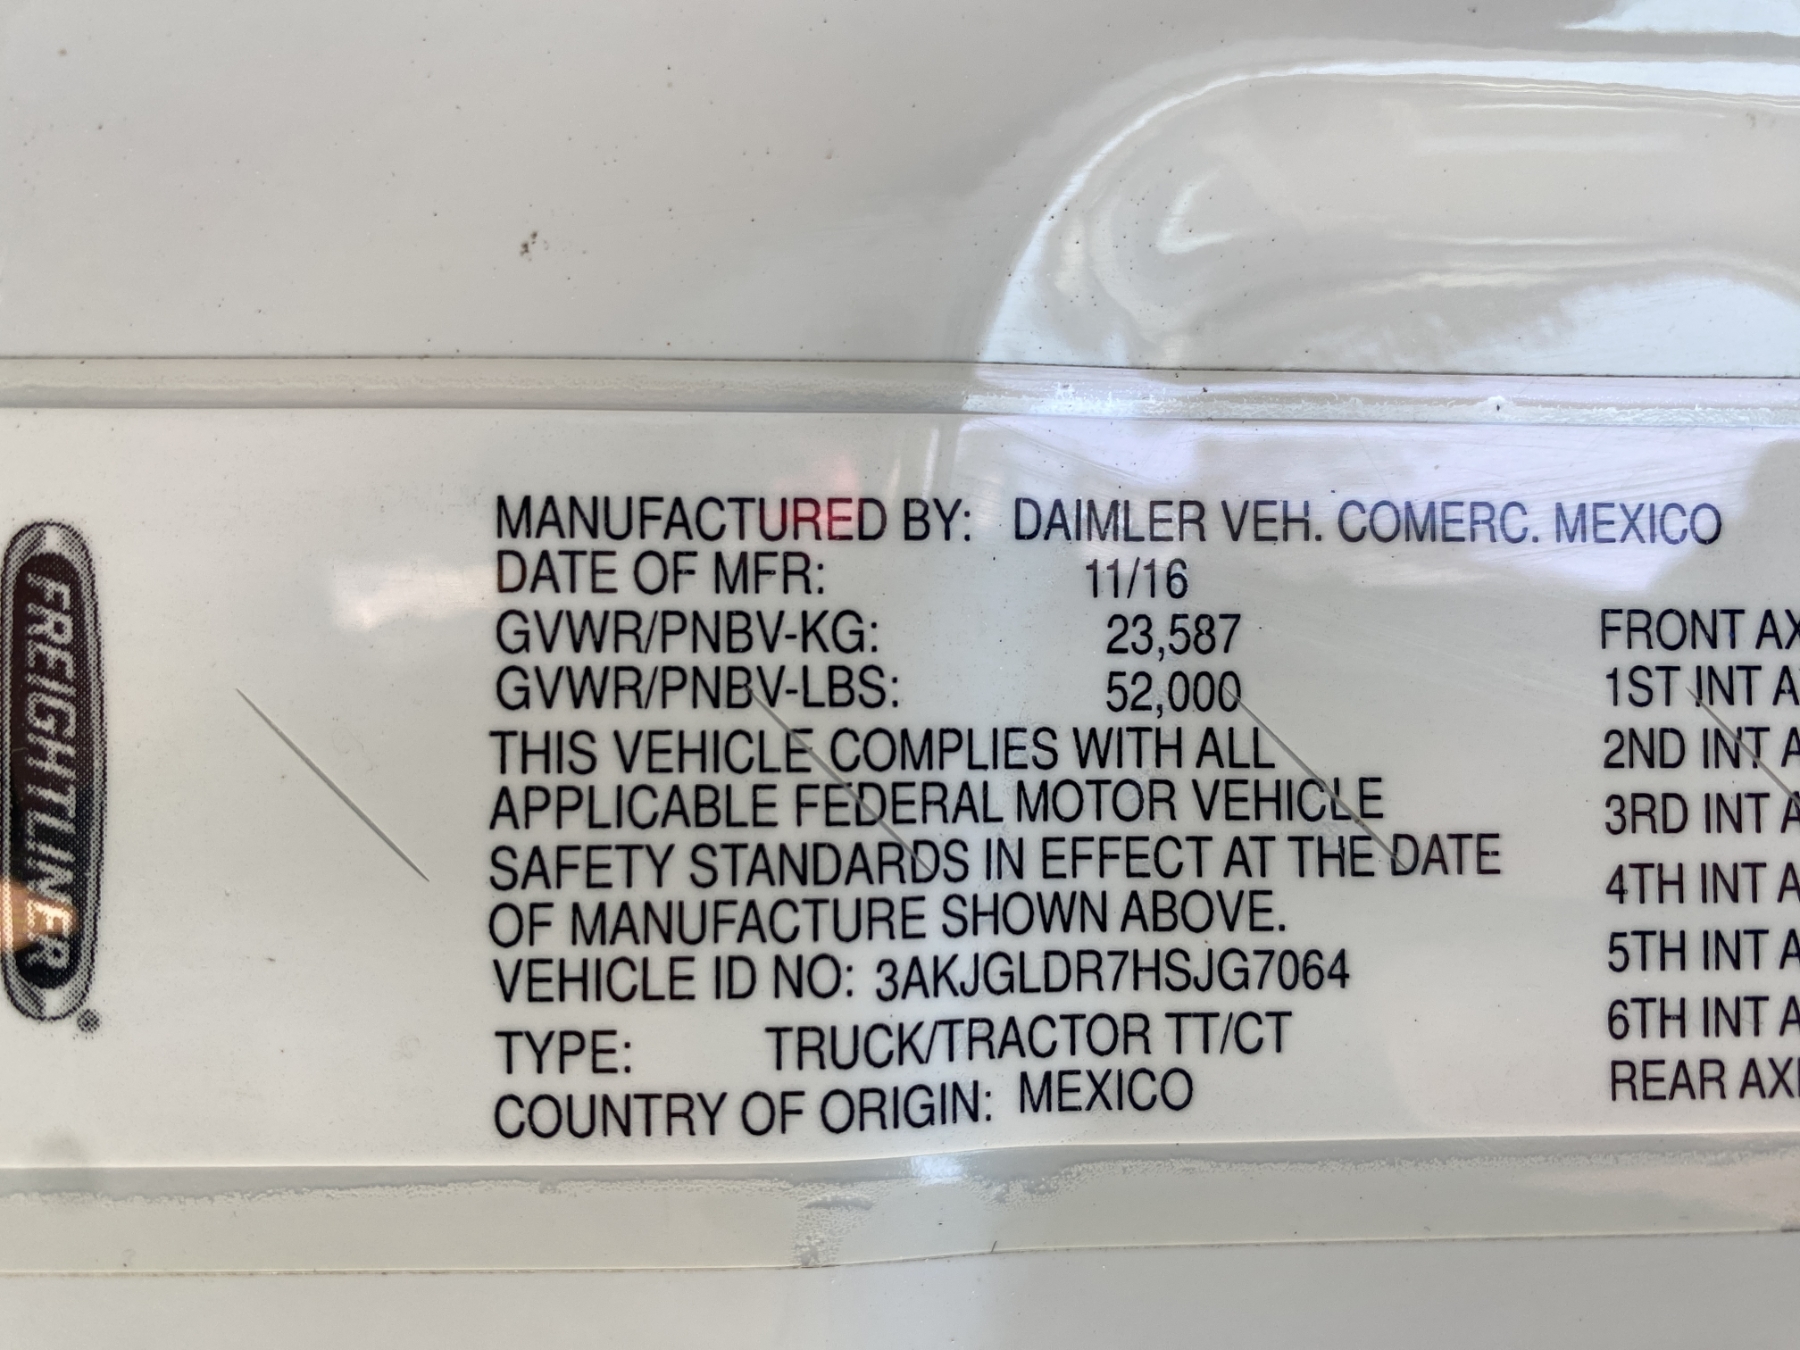 FREIGHTLINER®
MANUFACTURED BY: DAIMLER VEH. COMERC. MEXICO
DATE OF MFR: 11/16
GVWR/PNBV-KG: 23,587
GVWR/PNBV-LBS: 52,000
THIS VEHICLE COMPLIES WITH ALL
APPLICABLE FEDERAL MOTOR VEHICLE
SAFETY STANDARDS IN EFFECT AT THE DATE
OF MANUFACTURE SHOWN ABOVE.
VEHICLE ID NO: 3AKJGLDR7HSJG7064
TYPE: TRUCK/TRACTOR TT/CT
COUNTRY OF ORIGIN: MEXICO
FRONT AX
1ST INT A
2ND INT A
3RD INT A
4TH INT A
5TH INT A
6TH INT A
REAR AX